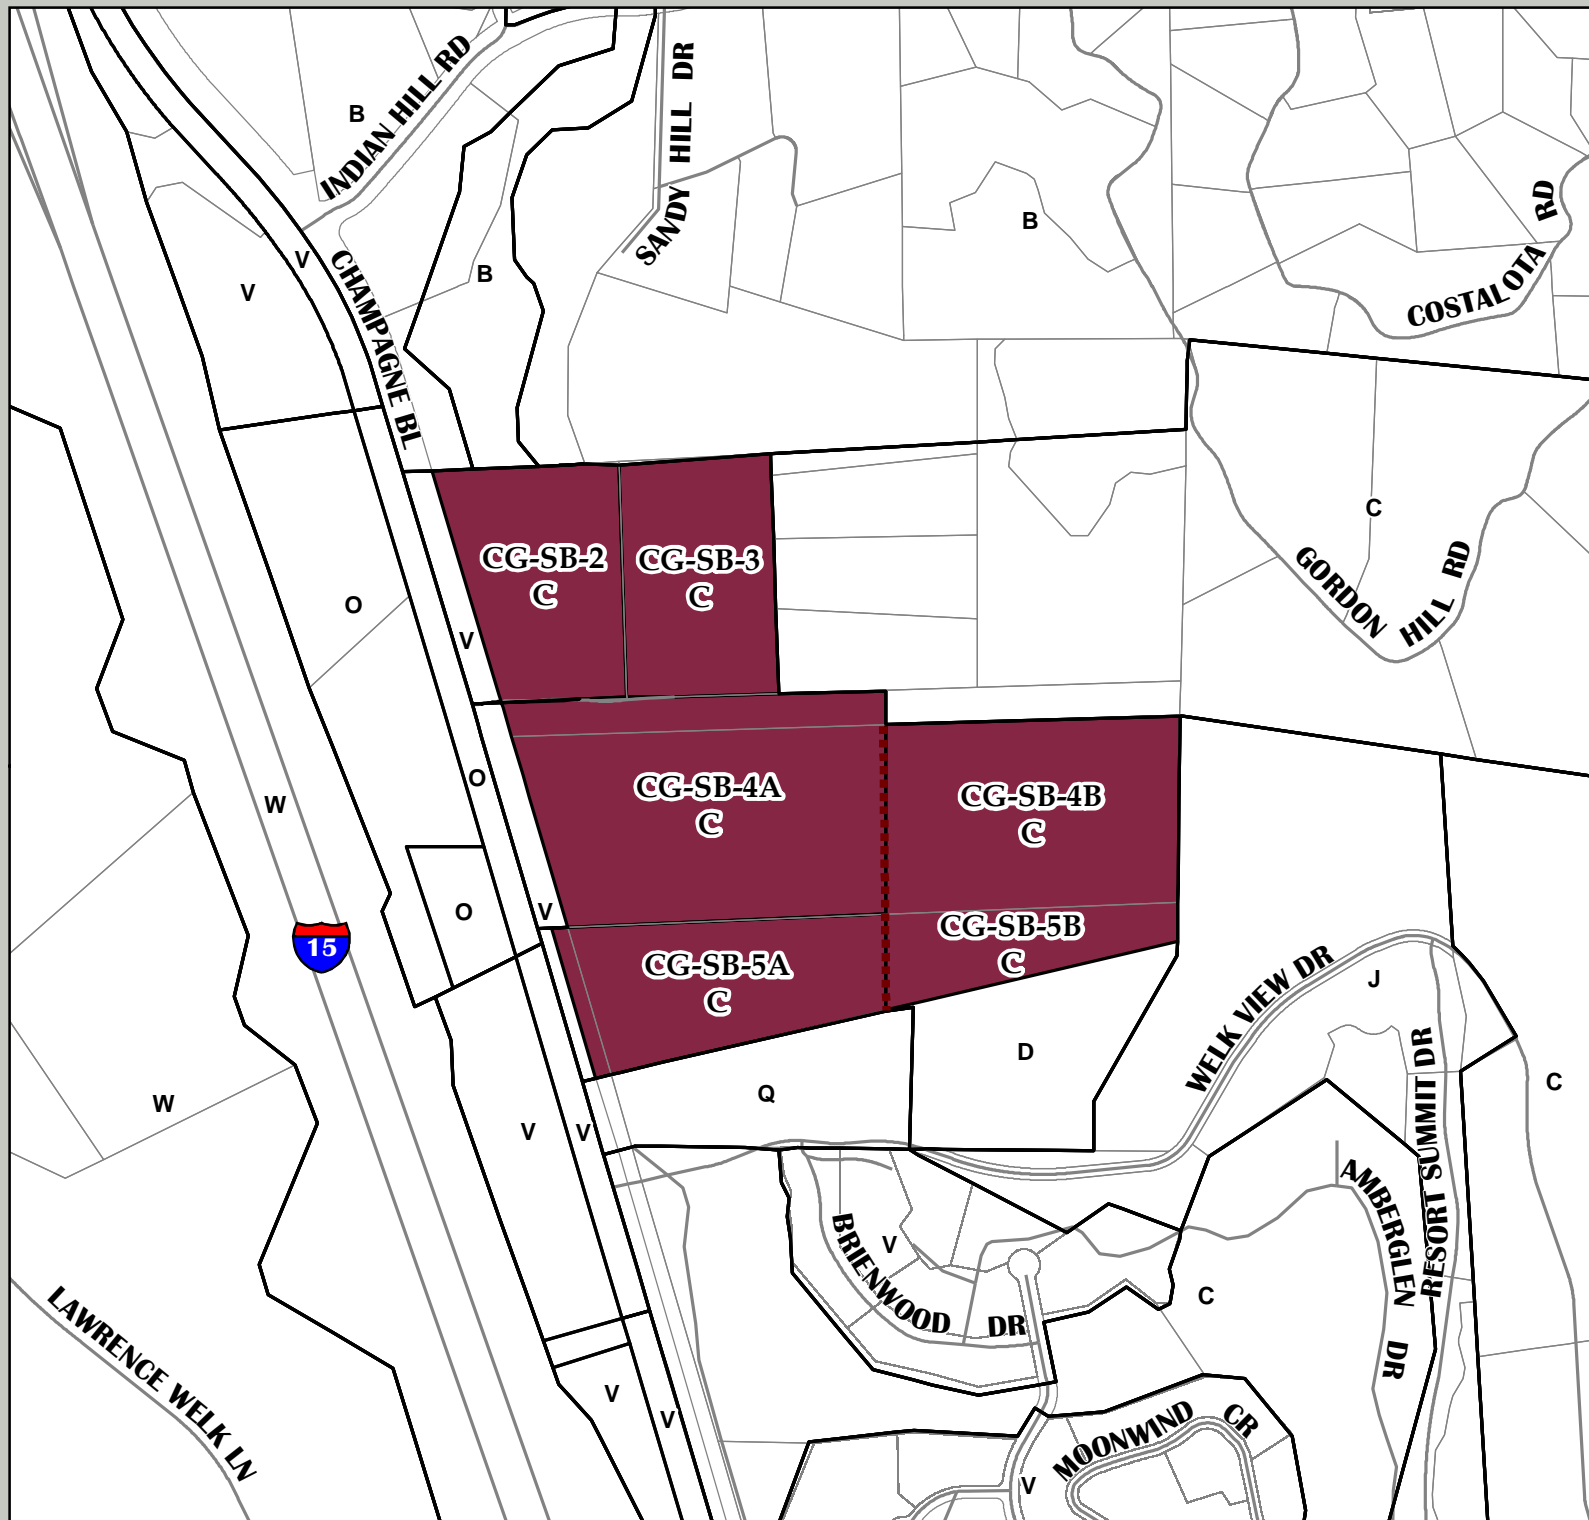 INDIAN HILL RD
SANDY HILL DR
B
B
B
V
V
CHAMPAGNE BL
COSTALOTA RD
C
GORDON HILL RD
CG-SB-2
C
CG-SB-3
C
O
V
W
O
CG-SB-4A
C
CG-SB-4B
C
O
V
15
CG-SB-5A
C
CG-SB-5B
C
WELK VIEW DR
J
D
Q
W
V
V
C
RESORT SUMMIT DR
AMBERGLEN DR
BRIENWOOD DR
V
C
LAWRENCE WELK LN
V
V
MOONWIND CR
V